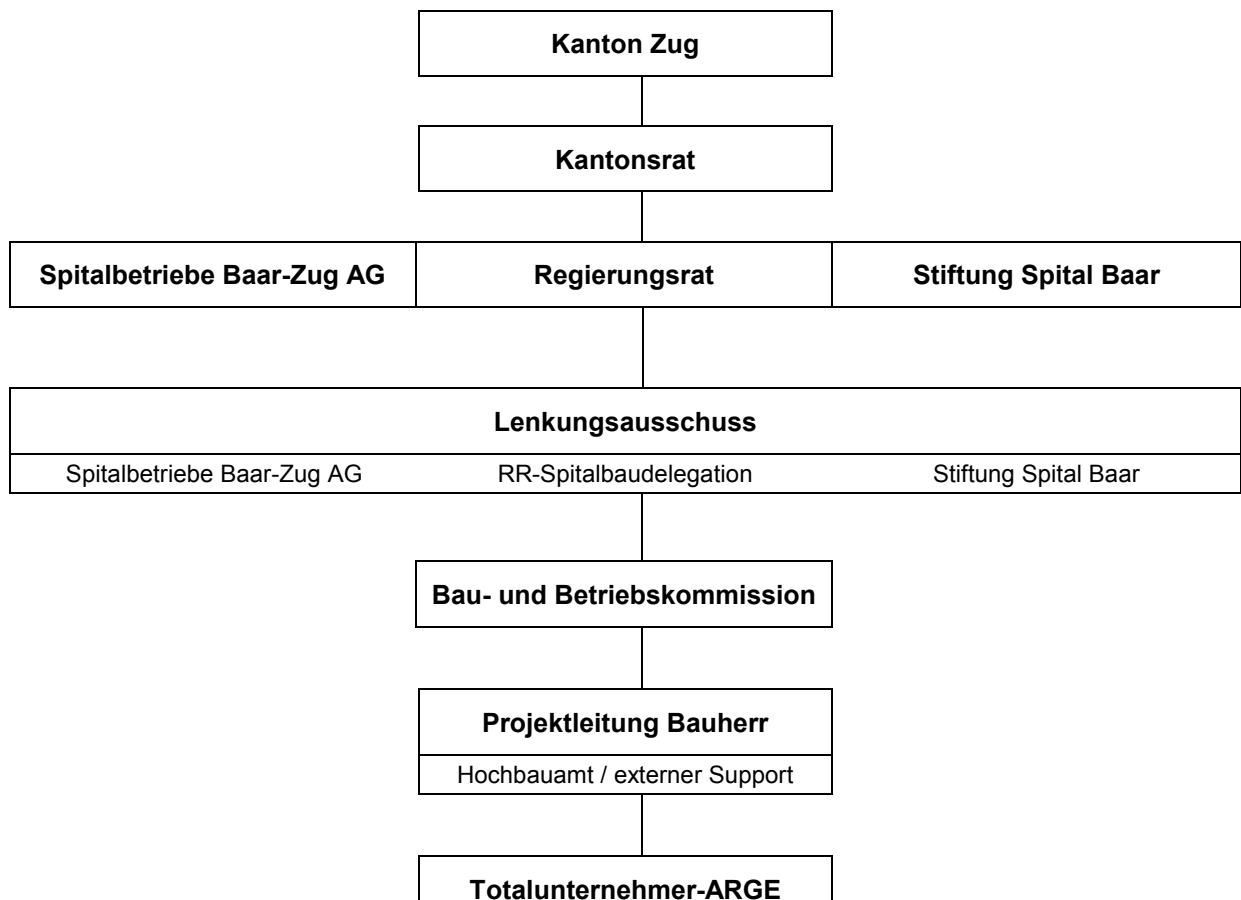 Kanton Zug
Kantonsrat
Spitalbetriebe Baar-Zug AG Regierungsrat Stiftung Spital Baar
Lenkungsausschuss
Spitalbetriebe Baar-Zug AG RR-Spitalbaudelegation Stiftung Spital Baar
Bau- und Betriebskommission
Projektleitung Bauherr
Hochbauamt / externer Support
Totalunternehmer-ARGE